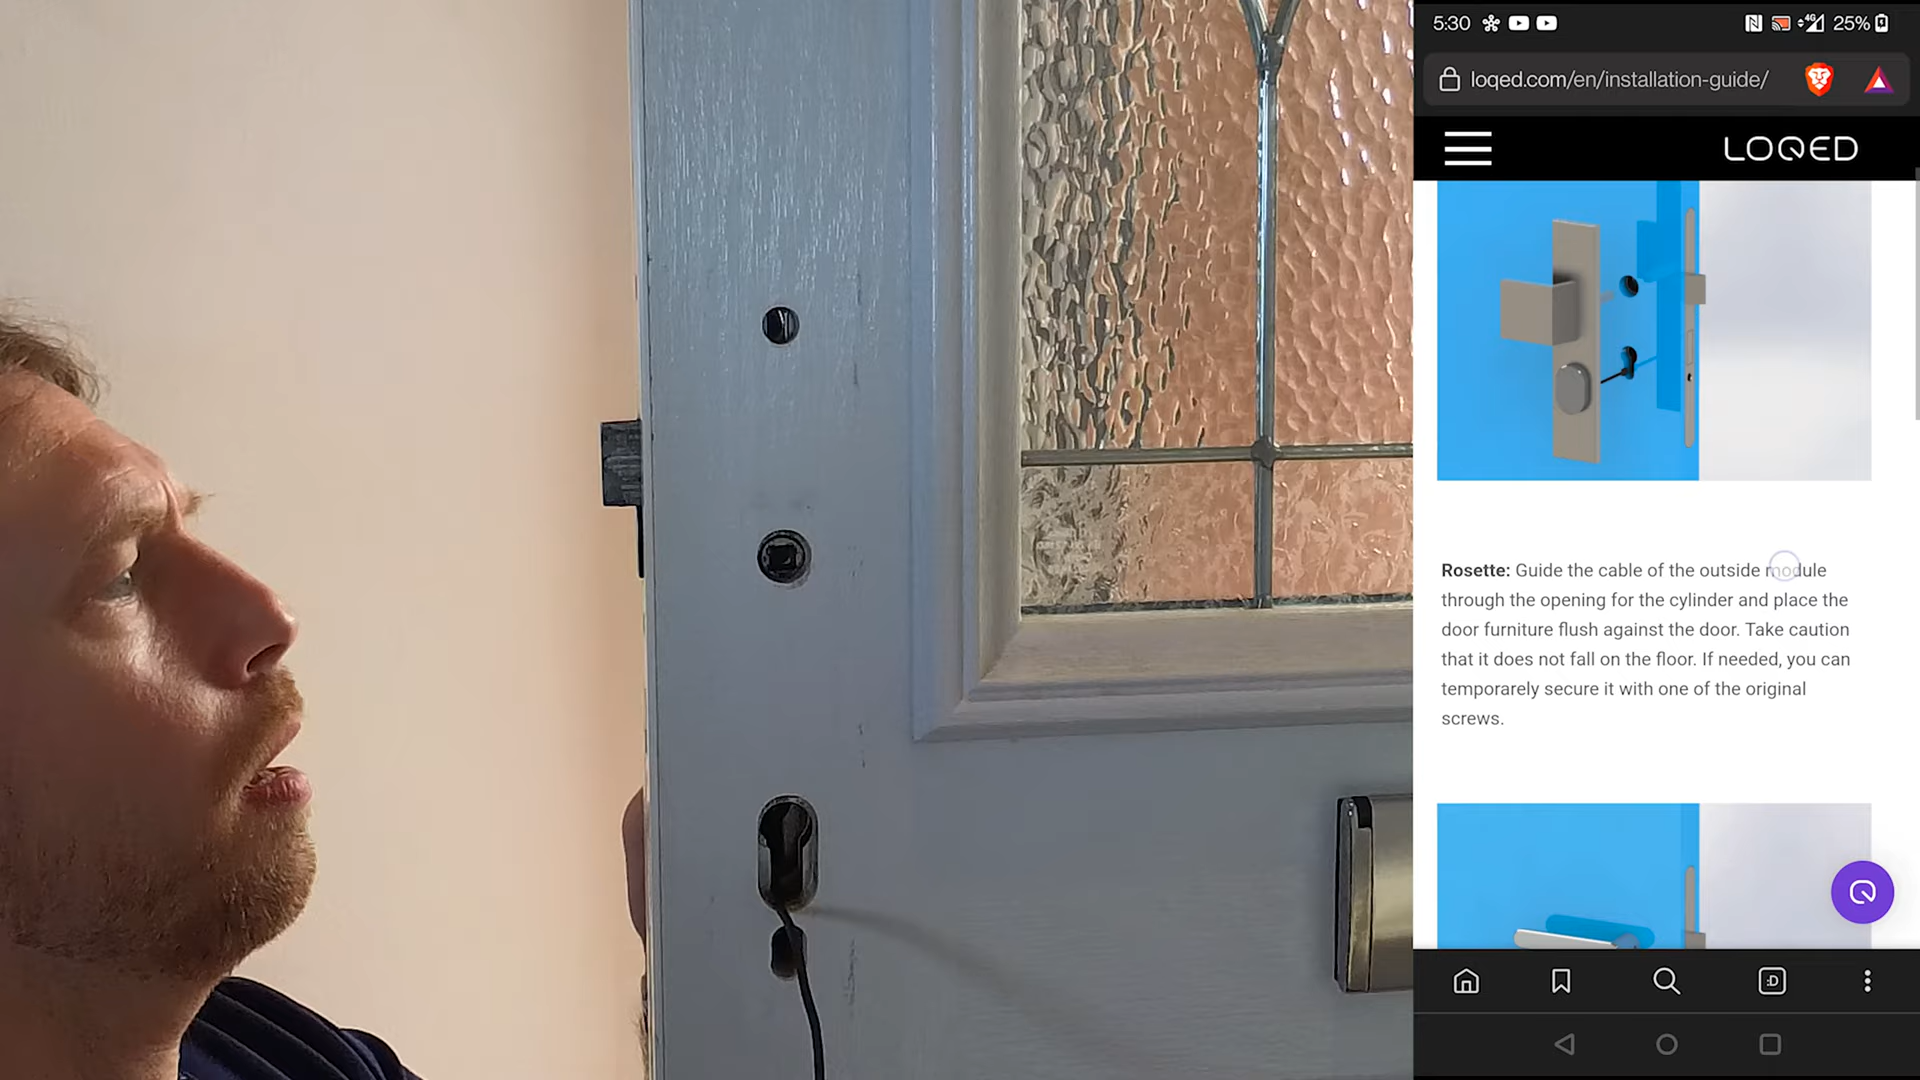 5:30
4G
25%
loqed.com/en/installation-guide/
LOQED
Rosette: Guide the cable of the outside module
through the opening for the cylinder and place the
door furniture flush against the door. Take caution
that it does not fall on the floor. If needed, you can
temporarely secure it with one of the original
screws.
:D